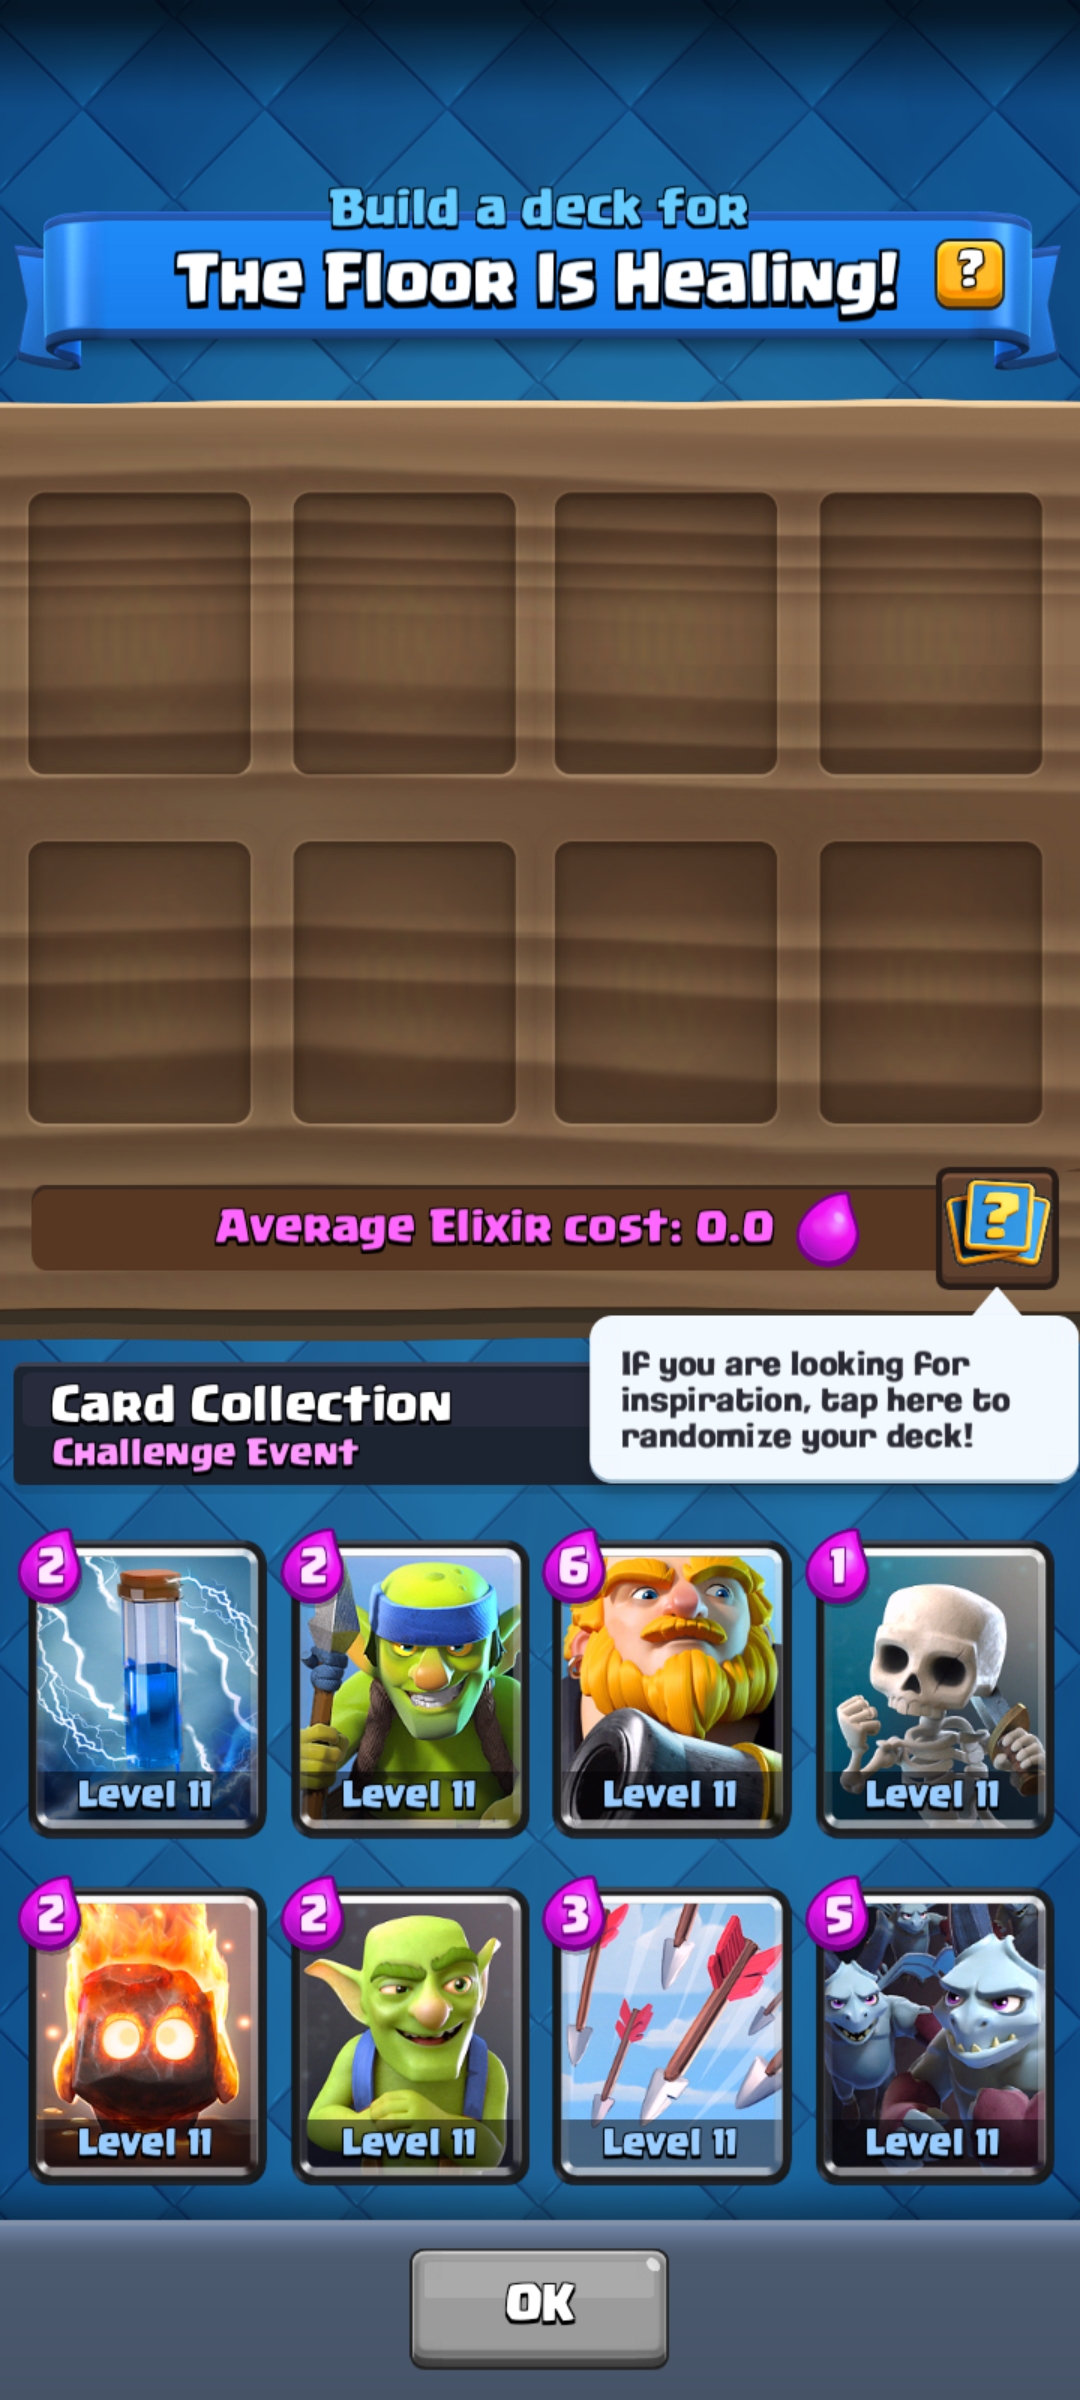 Build a deck for
The Floor Is Healing!
?
Average Elixir cost: 0.0
?
If you are looking for
inspiration, tap here to
randomize your deck!
Card Collection
Challenge Event
2
2
6
1
Level 11
Level 11
Level 11
Level 11
2
2
3
5
Level 11
Level 11
Level 11
Level 11
OK